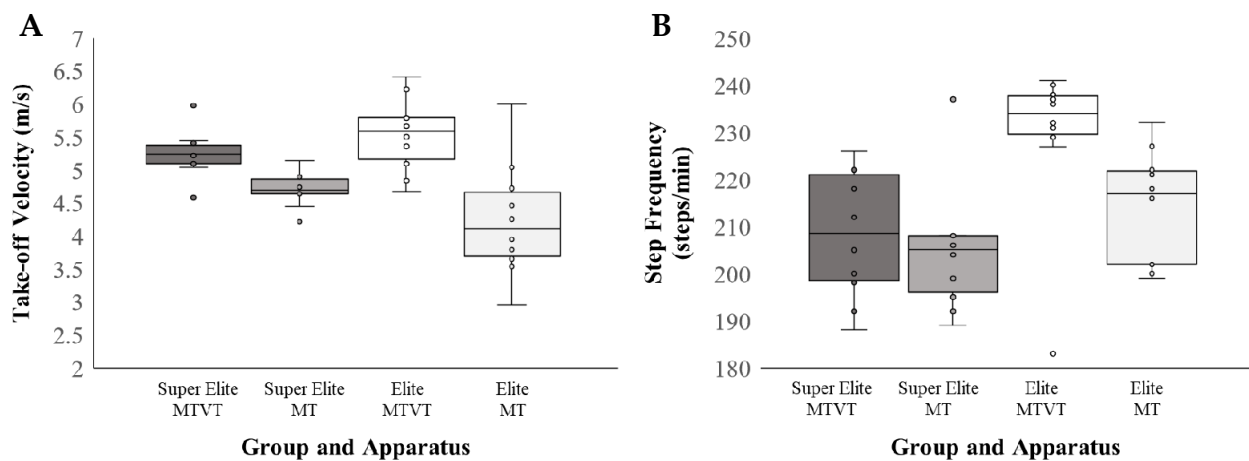 A
Take-off Velocity (m/s)
7
6.5
6
5.5
5
4.5
4
3.5
3
2.5
2
Super Elite MTVT
Super Elite MT
Elite MTVT
Elite MT
Group and Apparatus
B
Step Frequency
(steps/min)
250
240
230
220
210
200
190
180
Super Elite MTVT
Super Elite MT
Elite MTVT
Elite MT
Group and Apparatus